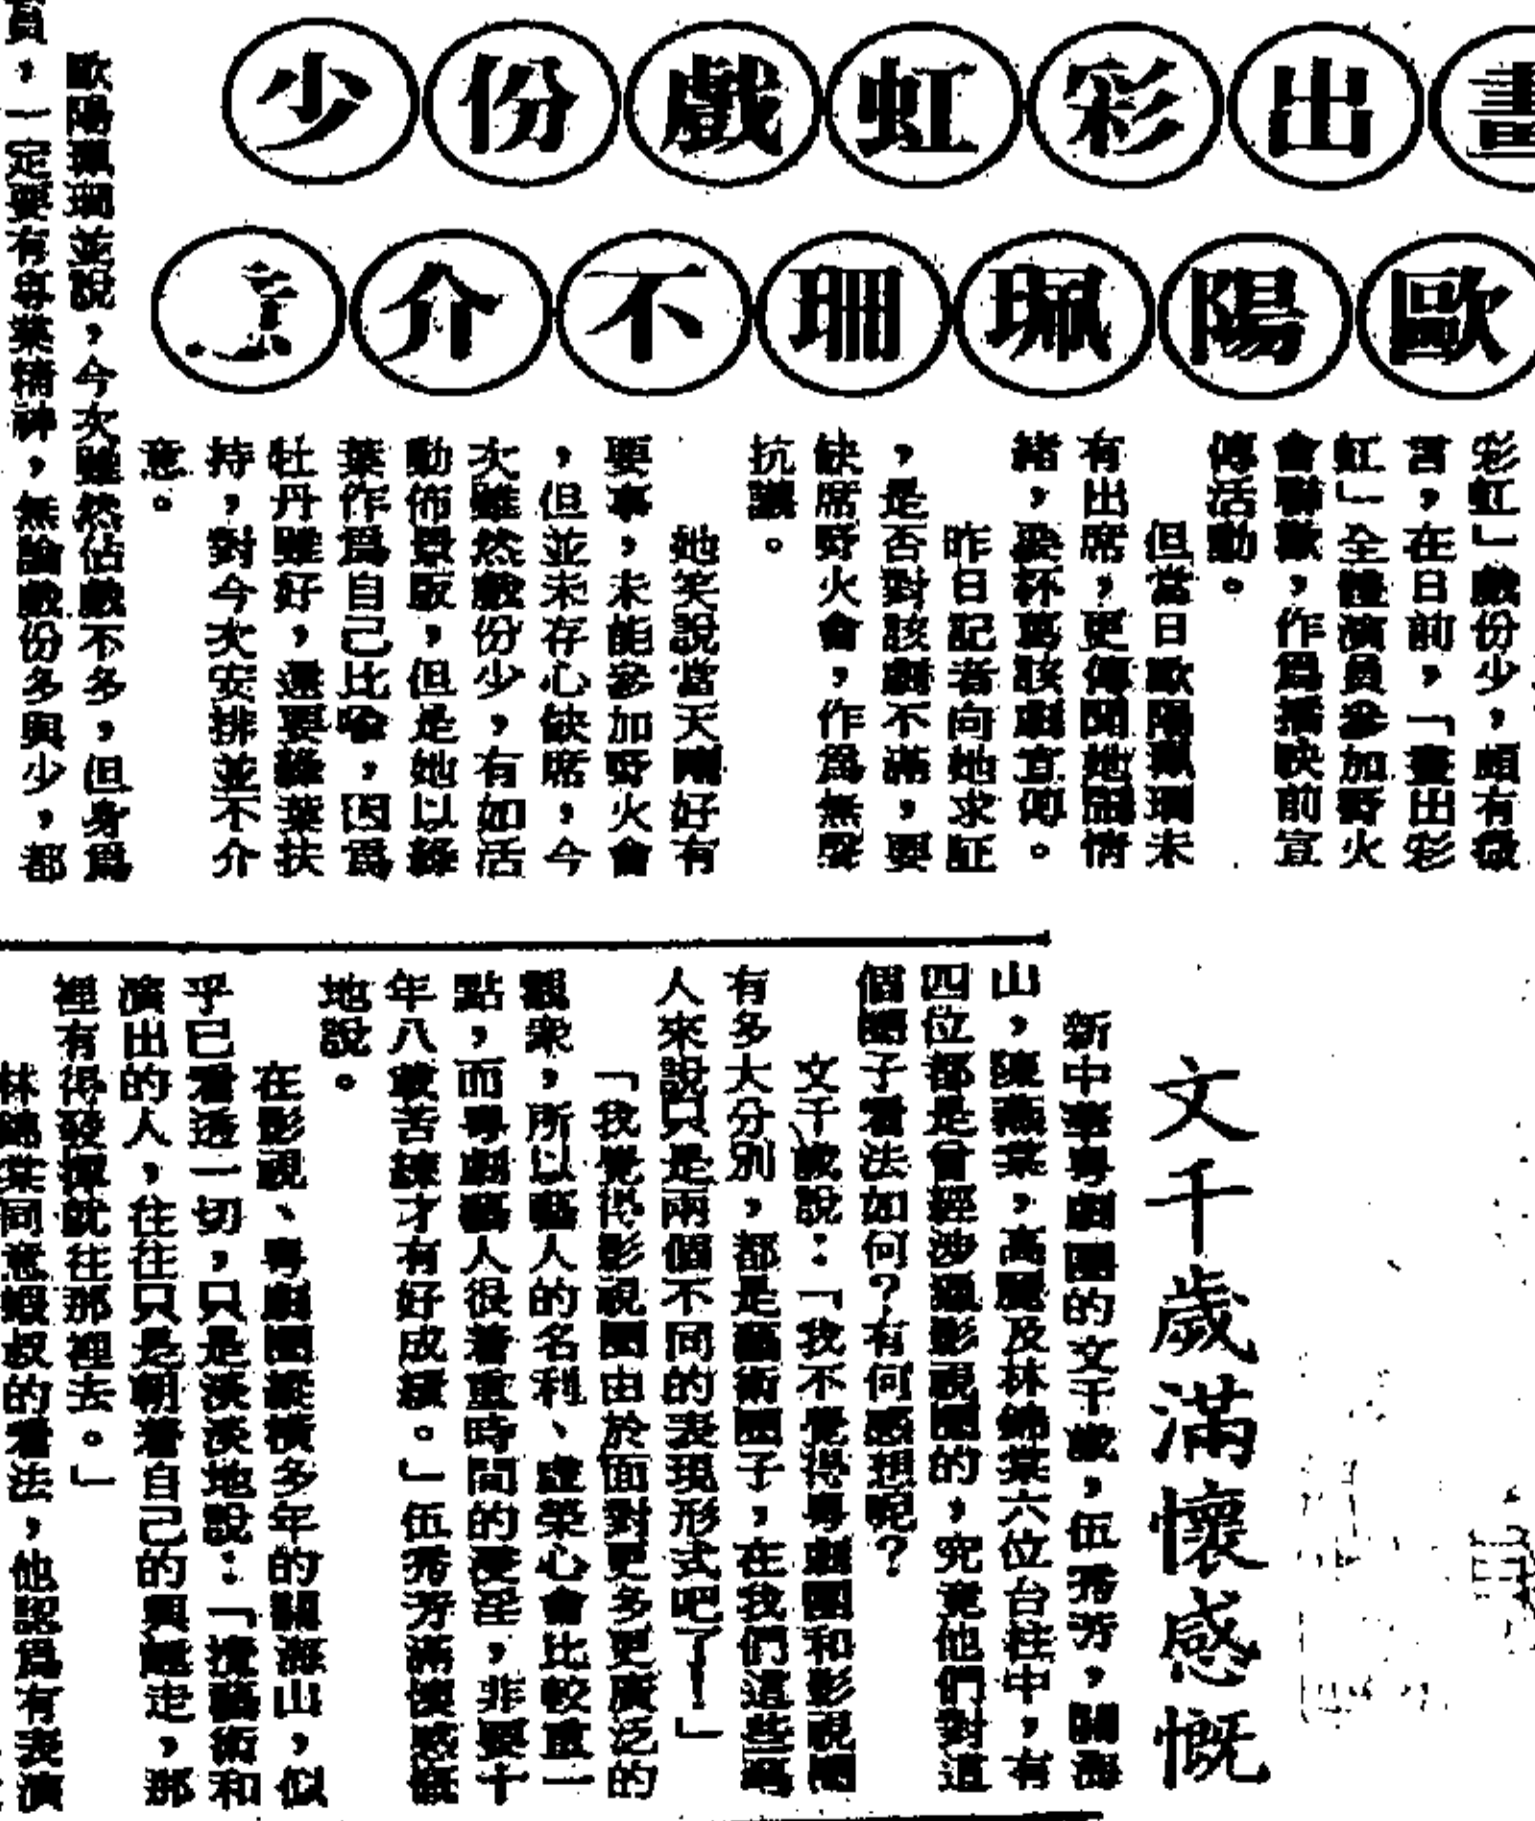 畫出彩虹戲份少
歐陽珮珊不介意
彩虹」戲份少,頗有微
言,在日前,「畫出彩
虹」全體演員參加野火
會聯歡,作爲播映前宣
傳活動。
但當日歐陽珮珊未
有出席,更傳聞她鬧情
緒,要杯葛該劇宣傳。
昨日記者向她求証
,是否對該劇不滿,要
缺席野火會,作爲無聲
抗議。
她笑說當天剛好有
要事,未能參加野火會
,但並未存心缺席,今
次雖然戲份少,有如活
動佈景版,但是她以綠
葉作爲自己比喻,因爲
牡丹雖好,還要綠葉扶
持,對今次安排並不介
意。
歐陽珮珊並說,今次雖然佔戲不多,但身爲
員,一定要有專業精神,無論戲份多與少,都
文千歲滿懷感慨
新中華粵劇團的文千歲,伍秀芳,關海
山,陳燕棠,高麗及林錦棠六位台柱中,有
四位都是曾經涉獵影視圈的,究竟他們對這
個圈子看法如何?有何感想呢?
文千歲說:「我不覺得粵劇團和影視圈
有多大分別,都是藝術圈子,在我們這些
人來說只是兩個不同的表現形式吧了!」
「我覺得影視圈由於面對更多更廣泛的
觀衆,所以藝人的名利、虛榮心會比較重一
點,而粵劇藝人很着重時間的浸淫,非要十
年八載苦練才有好成績。」伍秀芳滿懷感慨
地說。
在影視、粵劇圈縱橫多年的關海山,似
乎已看透一切,只是淡淡地說:「攪藝術和
演出的人,往往只是朝着自己的興趣走,那
裡有得發揮就往那裡去。」
林錦棠同意蝦叔的看法,他認爲有表演